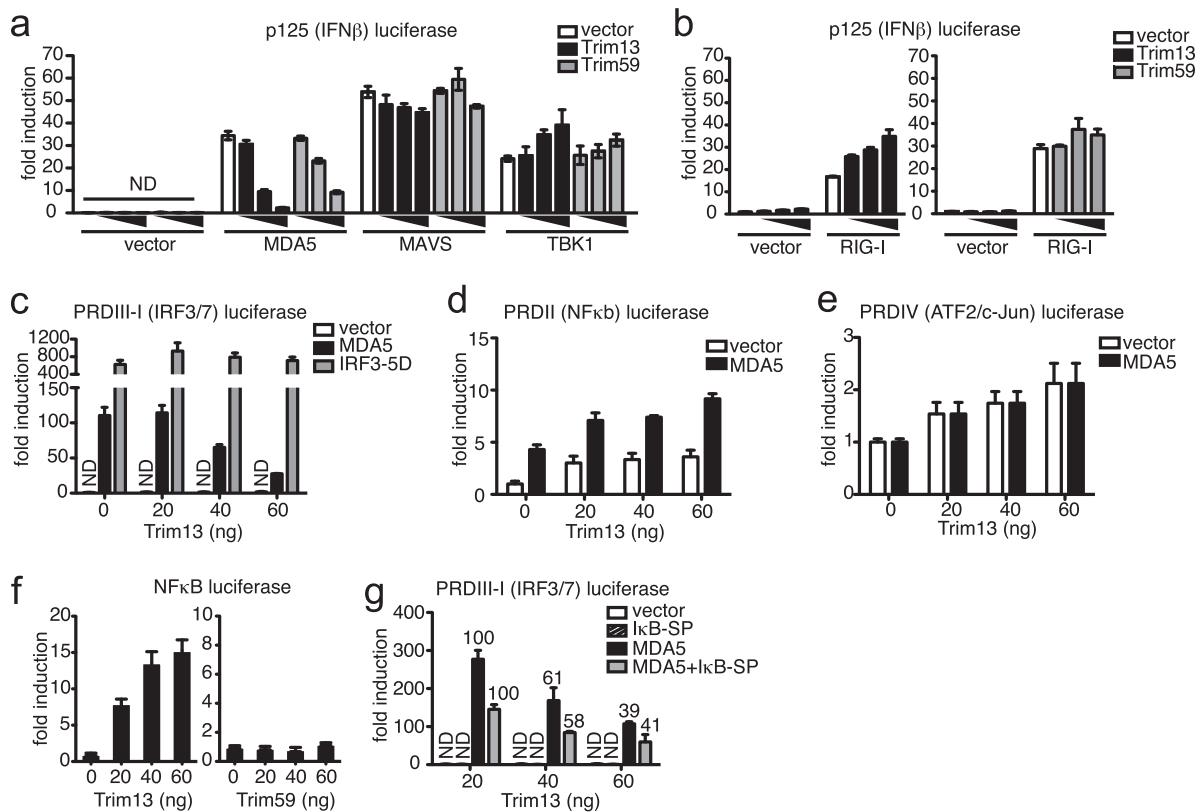 a
p125 (IFNβ) luciferase
vector
Trim13
Trim59
fold induction
70
60
50
40
30
20
10
0
ND
vector
MDA5
MAVS
TBK1
b
p125 (IFNβ) luciferase
vector
Trim13
Trim59
fold induction
70
60
50
40
30
20
10
0
vector
RIG-I
70
60
50
40
30
20
10
0
vector
RIG-I
c
PRDIII-I (IRF3/7) luciferase
vector
MDA5
IRF3-5D
fold induction
1200
800
400
150
100
50
0
ND ND ND ND
0 20 40 60
Trim13 (ng)
d
PRDII (NFκb) luciferase
vector
MDA5
fold induction
15
10
5
0
0 20 40 60
Trim13 (ng)
e
PRDIV (ATF2/c-Jun) luciferase
vector
MDA5
fold induction
3
2
1
0
0 20 40 60
Trim13 (ng)
f
NFκB luciferase
fold induction
20
15
10
5
0
0 20 40 60
Trim13 (ng)
10
8
6
4
2
0
0 20 40 60
Trim59 (ng)
g
PRDIII-I (IRF3/7) luciferase
vector
IκB-SP
MDA5
MDA5+IκB-SP
fold induction
400
300
200
100
0
ND ND 100 100
ND ND 61 58
ND ND 39 41
20 40 60
Trim13 (ng)